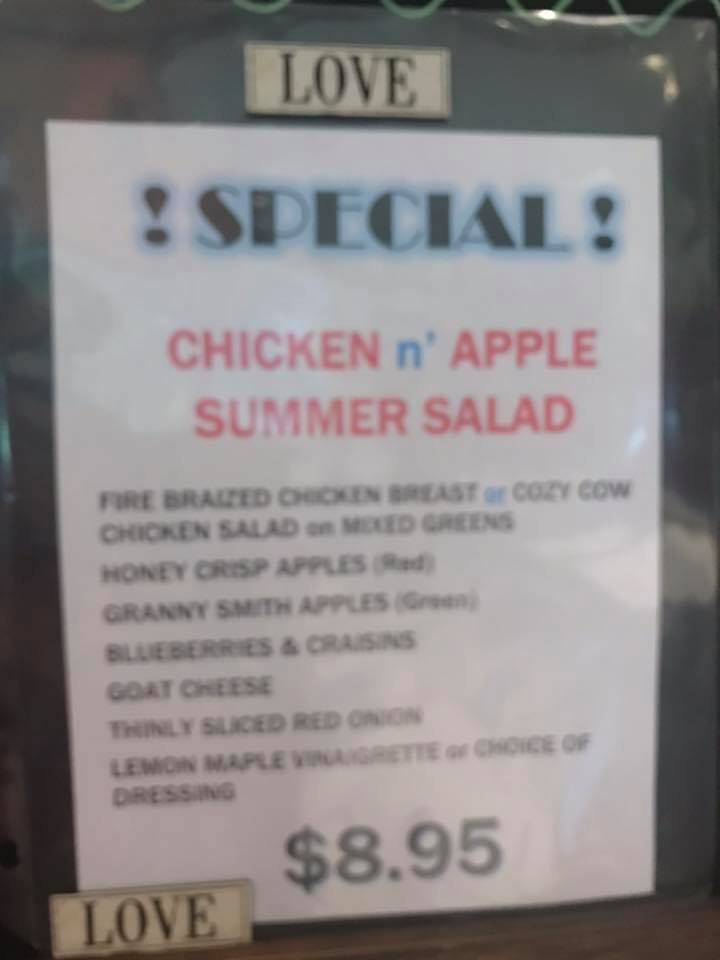 LOVE
! SPECIAL !
CHICKEN n' APPLE
SUMMER SALAD
FIRE BRAIZED CHICKEN BREAST or COZY COW
CHICKEN SALAD on MIXED GREENS
HONEY CRISP APPLES (Red)
GRANNY SMITH APPLES (Green)
BLUEBERRIES & CRAISINS
GOAT CHEESE
THINLY SLICED RED ONION
LEMON MAPLE VINAIGRETTE or CHOICE OF
DRESSING
$8.95
LOVE